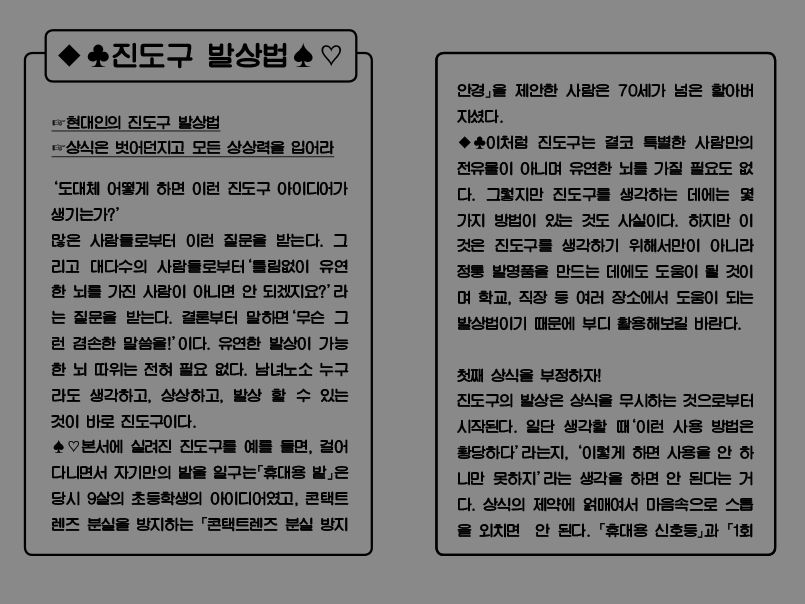 ◆♣진도구 발상법♠♡
☞현대인의 진도구 발상법
☞상식은 벗어던지고 모든 상상력을 입어라
‘도대체 어떻게 하면 이런 진도구 아이디어가
생기는가?’
많은 사람들로부터 이런 질문을 받는다. 그
리고 대다수의 사람들로부터 ‘틀림없이 유연
한 뇌를 가진 사람이 아니면 안 되겠지요?’라
는 질문을 받는다. 결론부터 말하면 ‘무슨 그
런 겸손한 말씀을!’이다. 유연한 발상이 가능
한 뇌 따위는 전혀 필요 없다. 남녀노소 누구
라도 생각하고, 상상하고, 발상 할 수 있는
것이 바로 진도구이다.
♠♡본서에 실려진 진도구를 예를 들면, 걸어
다니면서 자기만의 밭을 일구는「휴대용 밭」은
당시 9살의 초등학생의 아이디어였고, 콘택트
렌즈 분실을 방지하는 「콘택트렌즈 분실 방지
안경」을 제안한 사람은 70세가 넘은 할아버
지셨다.
◆♣이처럼 진도구는 결코 특별한 사람만의
전유물이 아니며 유연한 뇌를 가질 필요도 없
다. 그렇지만 진도구를 생각하는 데에는 몇
가지 방법이 있는 것도 사실이다. 하지만 이
것은 진도구를 생각하기 위해서만이 아니라
정통 발명품을 만드는 데에도 도움이 될 것이
며 학교, 직장 등 여러 장소에서 도움이 되는
발상법이기 때문에 부디 활용해보길 바란다.
첫째 상식을 부정하자!
진도구의 발상은 상식을 무시하는 것으로부터
시작된다. 일단 생각할 때 ‘이런 사용 방법은
황당하다’라는지, ‘이렇게 하면 사용을 안 하
니만 못하지’라는 생각을 하면 안 된다는 거
다. 상식의 제약에 얽매여서 마음속으로 스톱
을 외치면 안 된다. 「휴대용 신호등」과 「1회